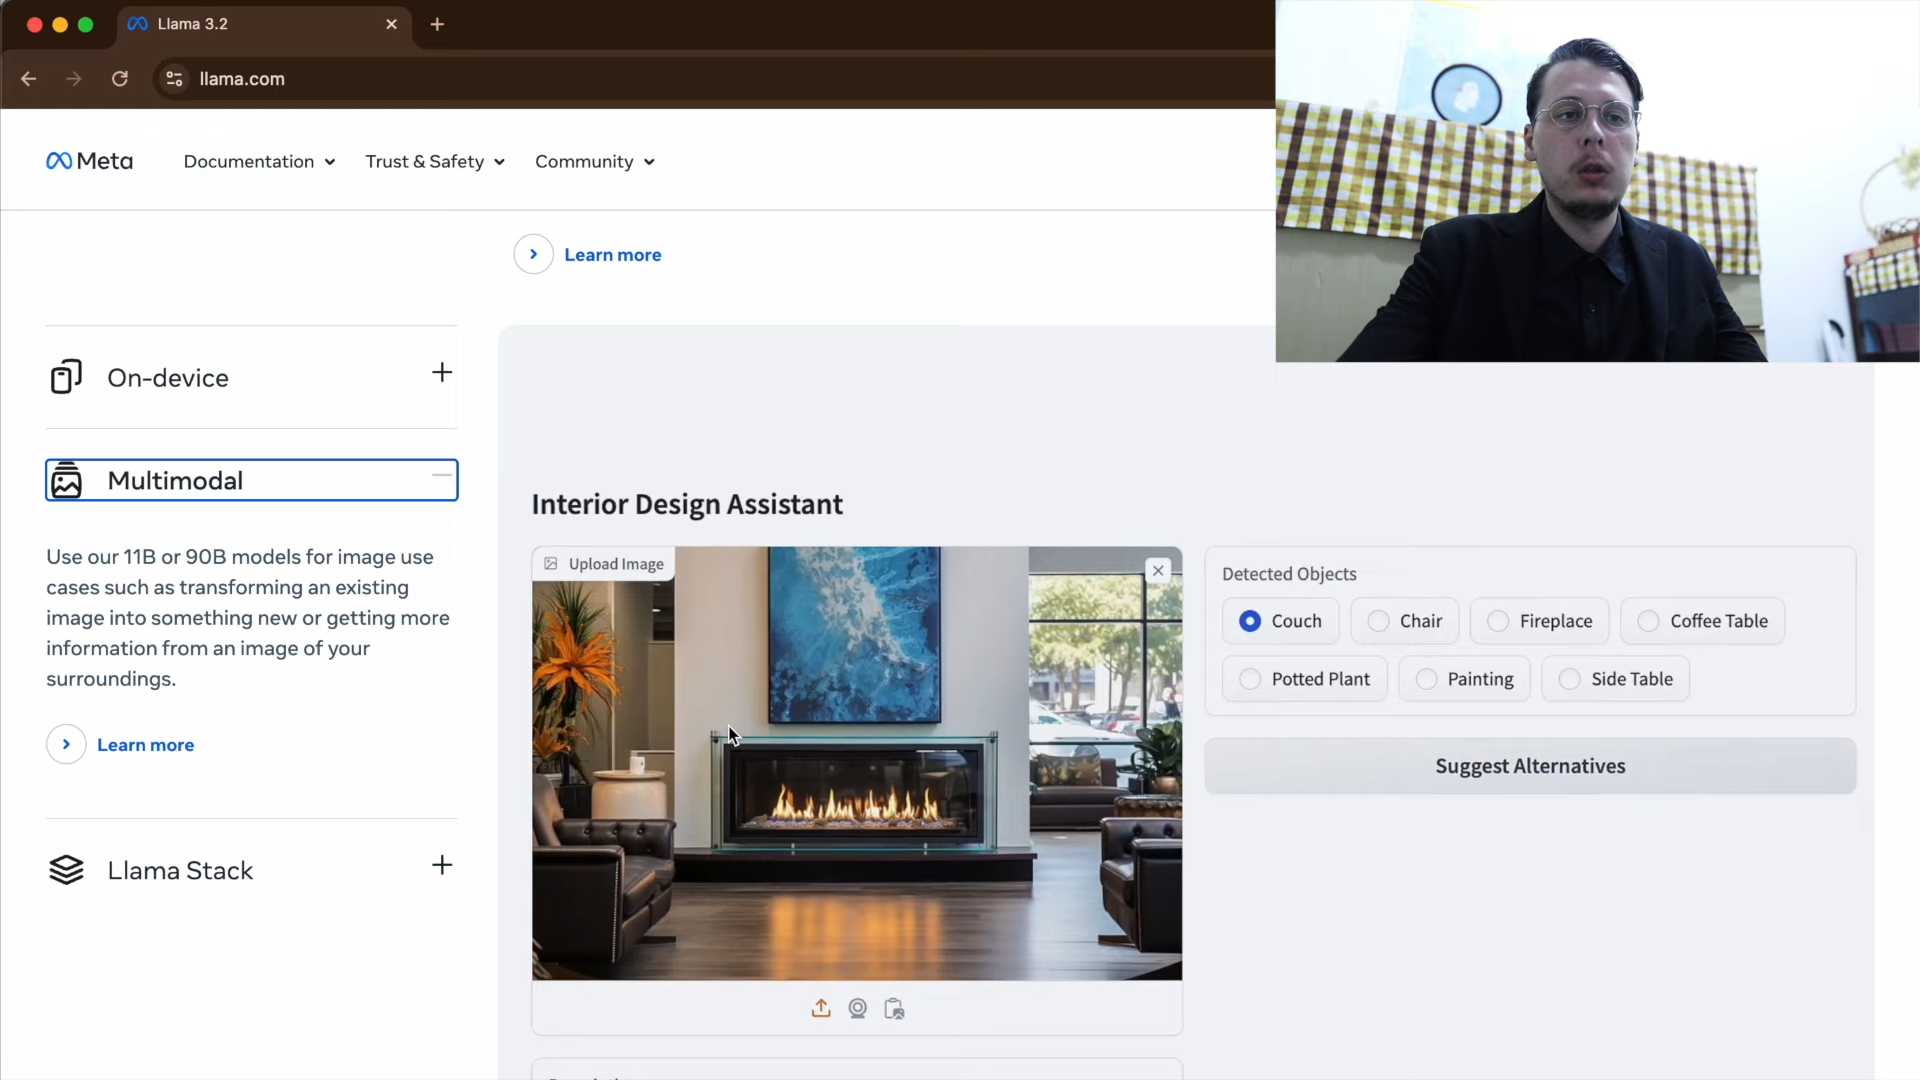 Llama 3.2
llama.com
Meta
Documentation
Trust & Safety
Community
Learn more
On-device
Multimodal
Use our 11B or 90B models for image use
cases such as transforming an existing
image into something new or getting more
information from an image of your
surroundings.
Learn more
Llama Stack
Interior Design Assistant
Upload Image
Detected Objects
Couch
Chair
Fireplace
Coffee Table
Potted Plant
Painting
Side Table
Suggest Alternatives